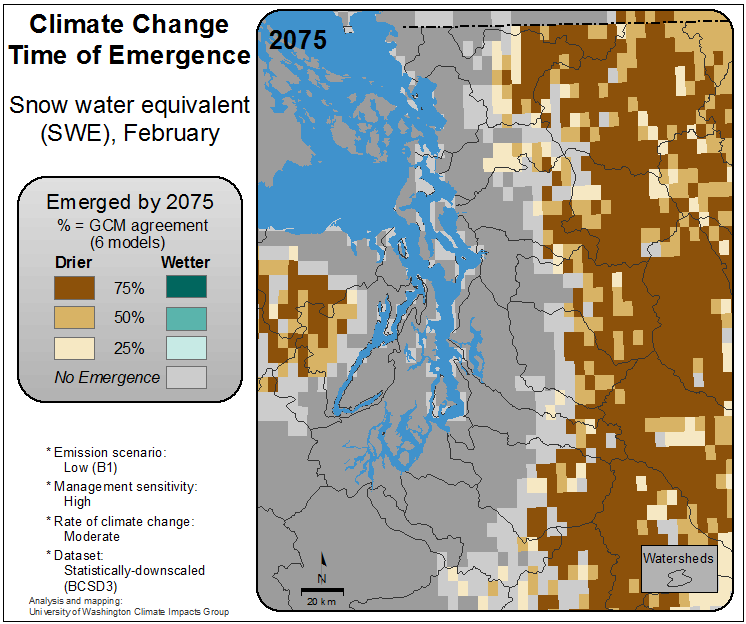 Climate Change
Time of Emergence
Snow water equivalent
(SWE), February
Emerged by 2075
% = GCM agreement
(6 models)
Drier Wetter
75%
50%
25%
No Emergence
* Emission scenario:
Low (B1)
* Management sensitivity:
High
* Rate of climate change:
Moderate
* Dataset:
Statistically-downscaled
(BCSD3)
Analysis and mapping:
University of Washington Climate Impacts Group
2075
N
20 km
Watersheds